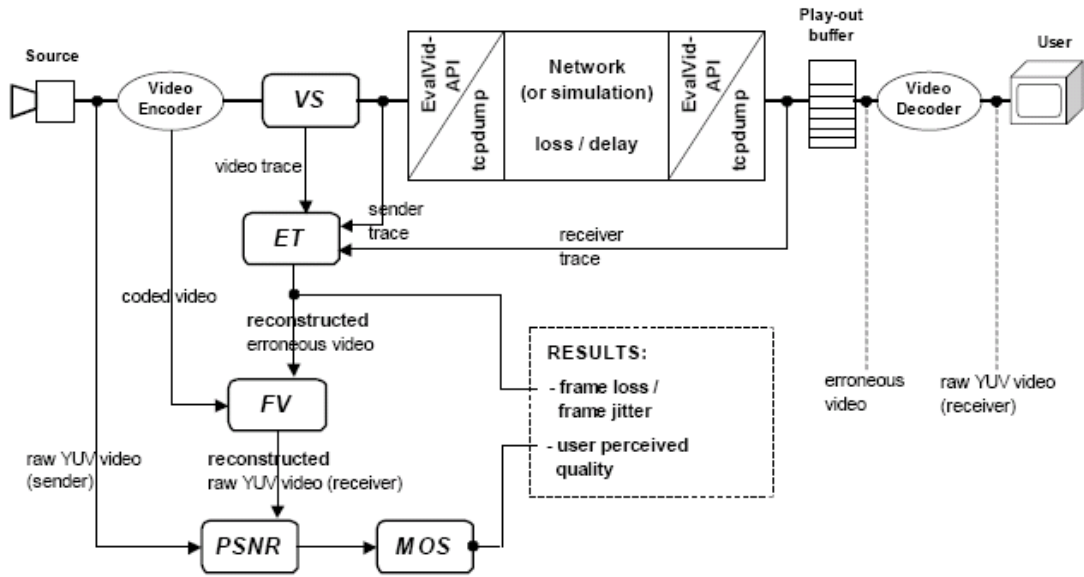 Source
Video
Encoder
VS
EvalVid-
API
tcpdump
Network
(or simulation)
loss / delay
EvalVid-
API
tcpdump
Play-out
buffer
Video
Decoder
User
video trace
sender
trace
ET
receiver
trace
coded video
reconstructed
erroneous video
RESULTS:
- frame loss /
frame jitter
- user perceived
quality
erroneous
video
raw YUV video
(receiver)
FV
raw YUV video
(sender)
reconstructed
raw YUV video (receiver)
PSNR
MOS